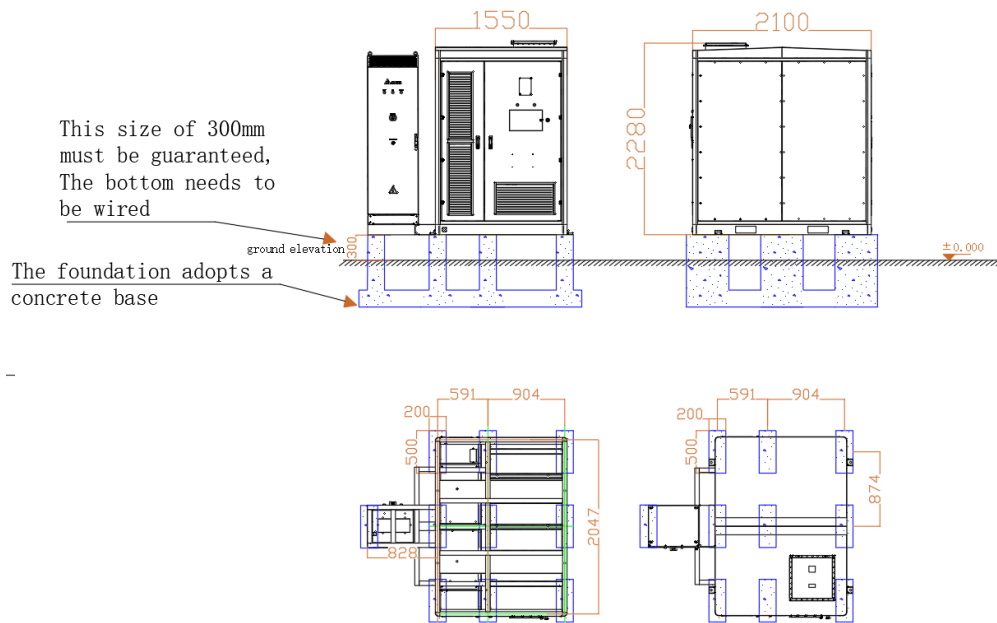 1550
2100
This size of 300mm
must be guaranteed,
The bottom needs to
be wired
2280
ground elevation
300
±0.000
The foundation adopts a
concrete base
591
904
200
500
2047
828
591
904
200
500
874